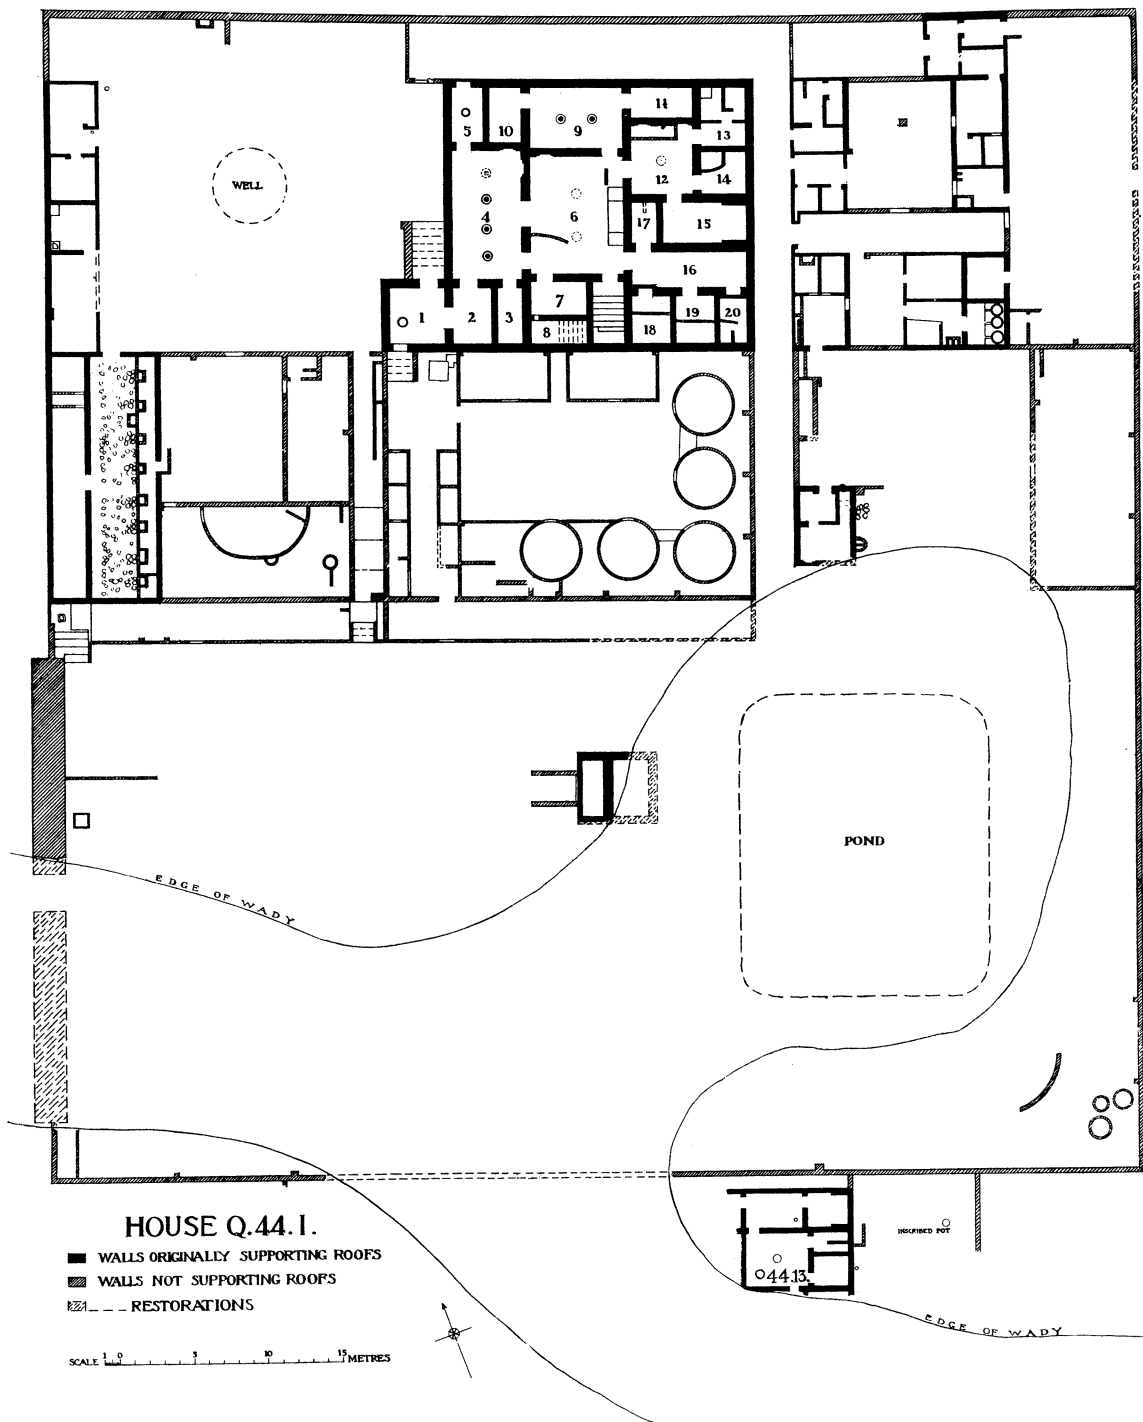 11
5
10
9
13
12
14
WELL
4
6
17
15
16
1
2
3
7
8
18
19
20
POND
EDGE OF WADY
HOUSE Q.44.1.
WALLS ORIGINALLY SUPPORTING ROOFS
WALLS NOT SUPPORTING ROOFS
RESTORATIONS
INSCRIBED POT
44.13.
EDGE OF WADY
SCALE 1 0 5 10 15 METRES